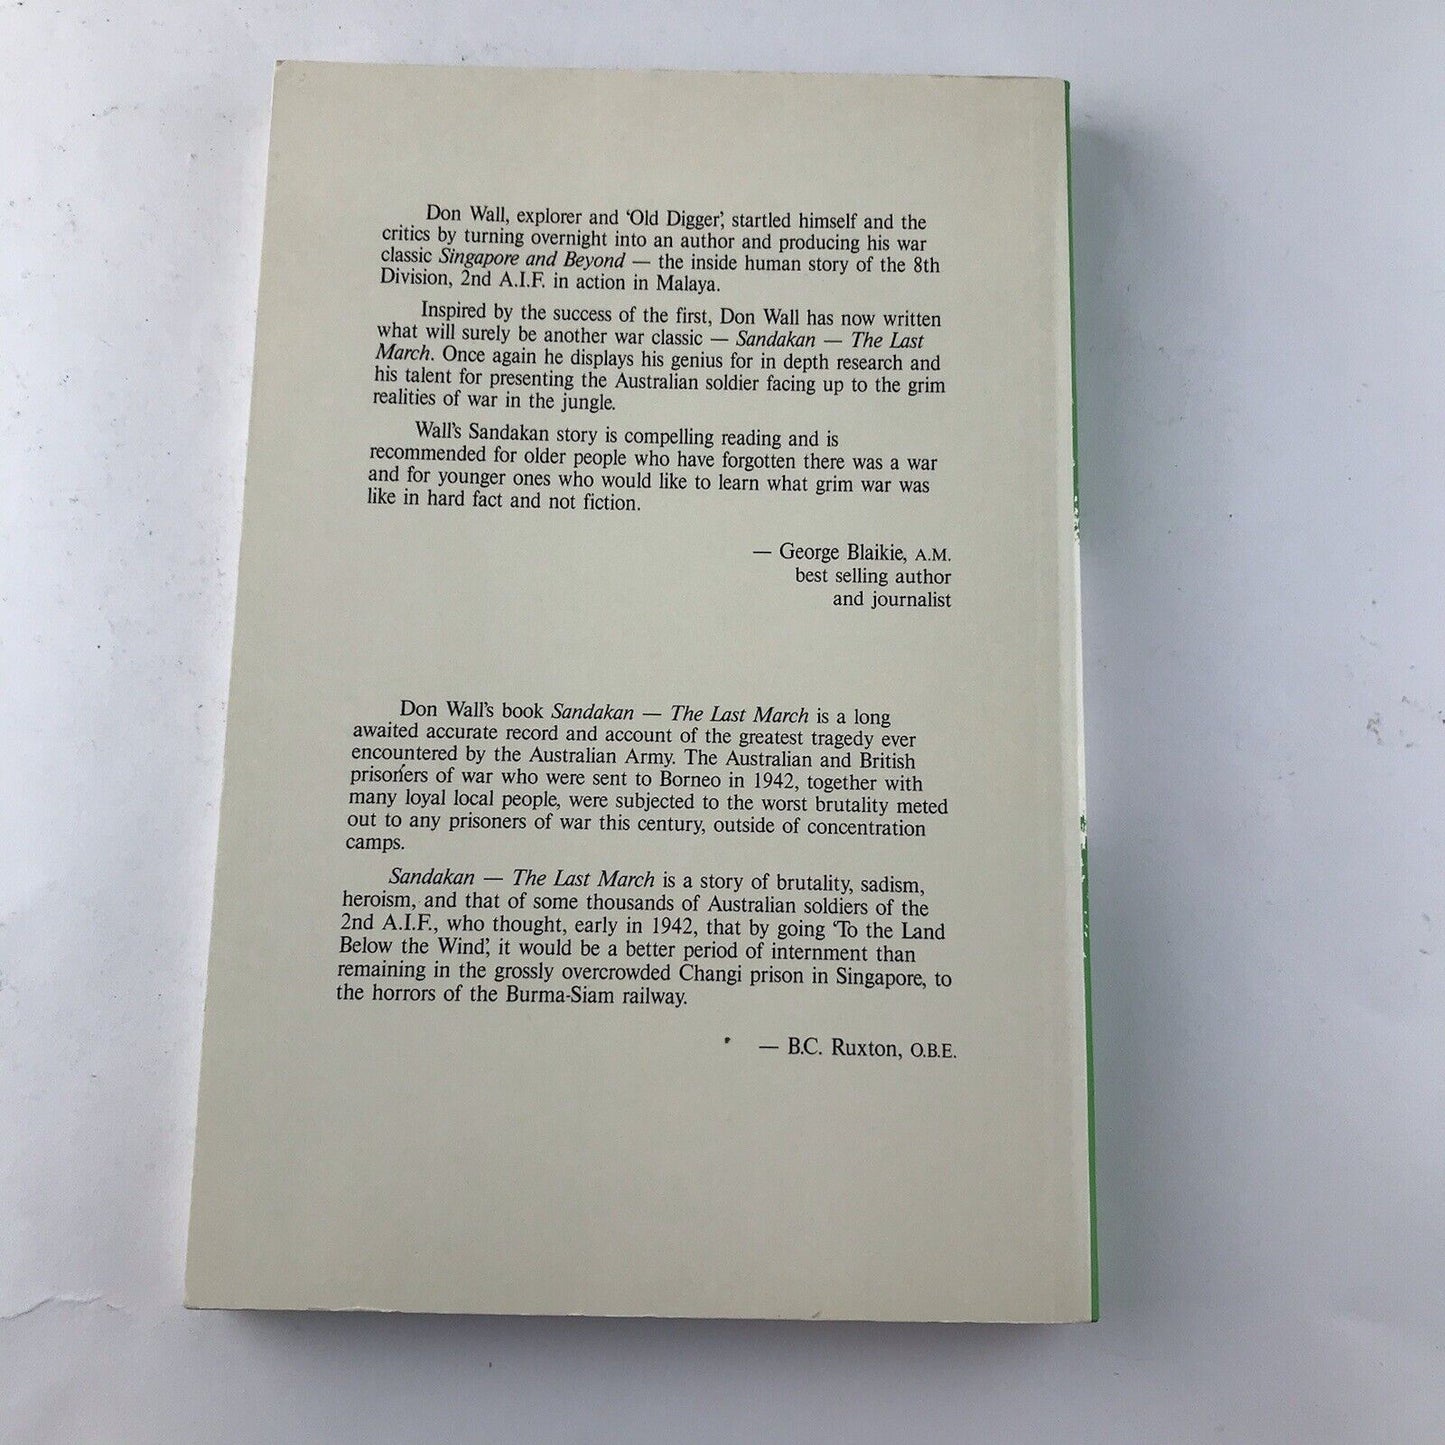 Don Wall, explorer and ‘Old Digger’, startled himself and the
critics by turning overnight into an author and producing his war
classic Singapore and Beyond — the inside human story of the 8th
Division, 2nd A.I.F. in action in Malaya.
Inspired by the success of the first, Don Wall has now written
what will surely be another war classic — Sandakan — The Last
March. Once again he displays his genius for in depth research and
his talent for presenting the Australian soldier facing up to the grim
realities of war in the jungle.
Wall's Sandakan story is compelling reading and is
recommended for older people who have forgotten there was a war
and for younger ones who would like to learn what grim war was
like in hard fact and not fiction.
— George Blaikie, A.M.
best selling author
and journalist
Don Wall's book Sandakan — The Last March is a long
awaited accurate record and account of the greatest tragedy ever
encountered by the Australian Army. The Australian and British
prisoners of war who were sent to Borneo in 1942, together with
many loyal local people, were subjected to the worst brutality meted
out to any prisoners of war this century, outside of concentration
camps.
Sandakan — The Last March is a story of brutality, sadism,
heroism, and that of some thousands of Australian soldiers of the
2nd A.I.F., who thought, early in 1942, that by going ‘To the Land
Below the Wind’, it would be a better period of internment than
remaining in the grossly overcrowded Changi prison in Singapore, to
the horrors of the Burma-Siam railway.
— B.C. Ruxton, O.B.E.